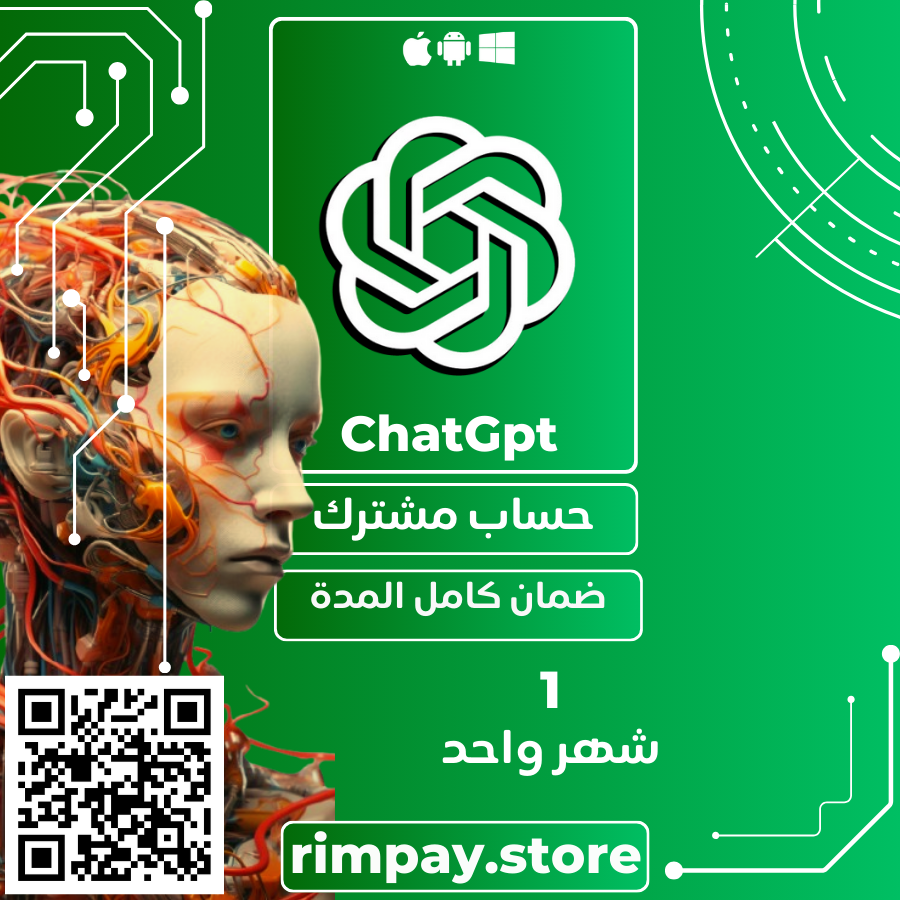 ChatGpt
حساب مشترك
ضمان كامل المدة
1
شهر واحد
rimpay.store